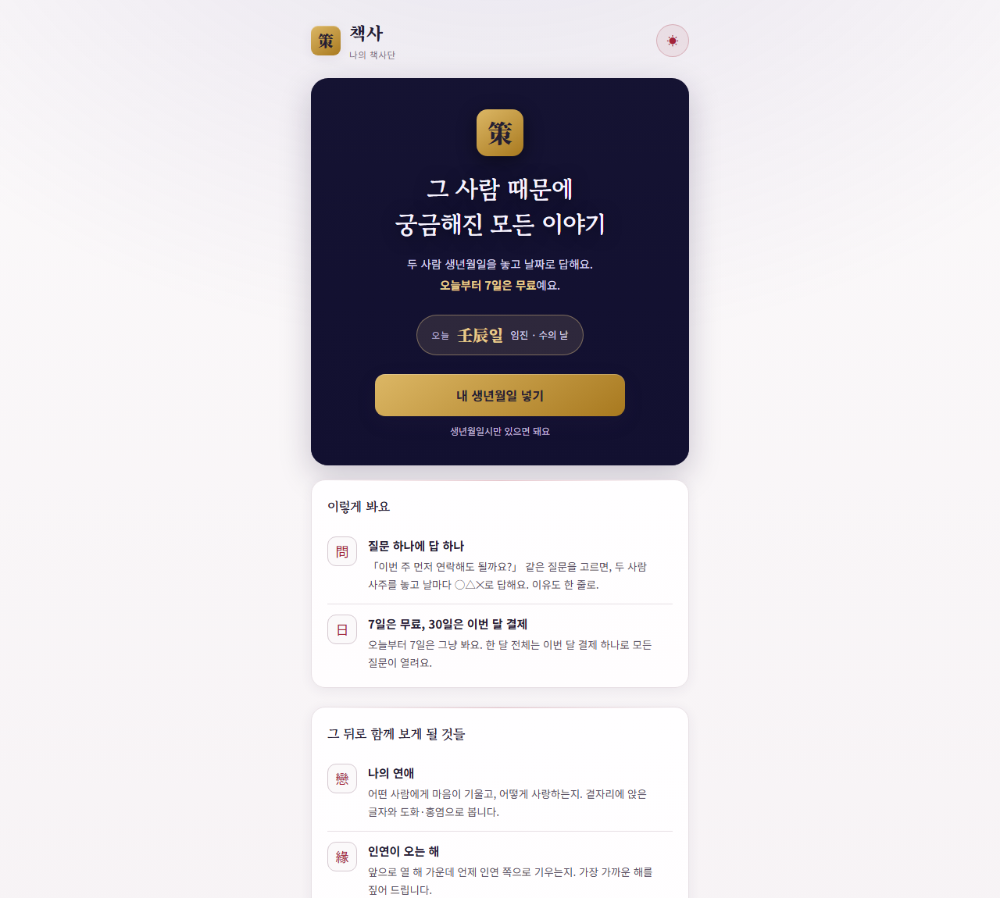 策
책사
나의 책사단
策
그 사람 때문에
궁금해진 모든 이야기
두 사람 생년월일을 놓고 날짜로 답해요.
오늘부터 7일은 무료예요.
오늘 壬辰일 임진 · 수의 날
내 생년월일 넣기
생년월일시만 있으면 돼요
이렇게 봐요
問
질문 하나에 답 하나
「이번 주 먼저 연락해도 될까요?」 같은 질문을 고르면, 두 사람
사주를 놓고 날마다 ○△✕로 답해요. 이유도 한 줄로.
日
7일은 무료, 30일은 이번 달 결제
오늘부터 7일은 그냥 봐요. 한 달 전체는 이번 달 결제 하나로 모든
질문이 열려요.
그 뒤로 함께 보게 될 것들
戀
나의 연애
어떤 사람에게 마음이 기울고, 어떻게 사랑하는지. 곁자리에 앉은
글자와 도화·홍염으로 봅니다.
緣
인연이 오는 해
앞으로 열 해 가운데 언제 인연 쪽으로 기우는지. 가장 가까운 해를
짚어 드립니다.